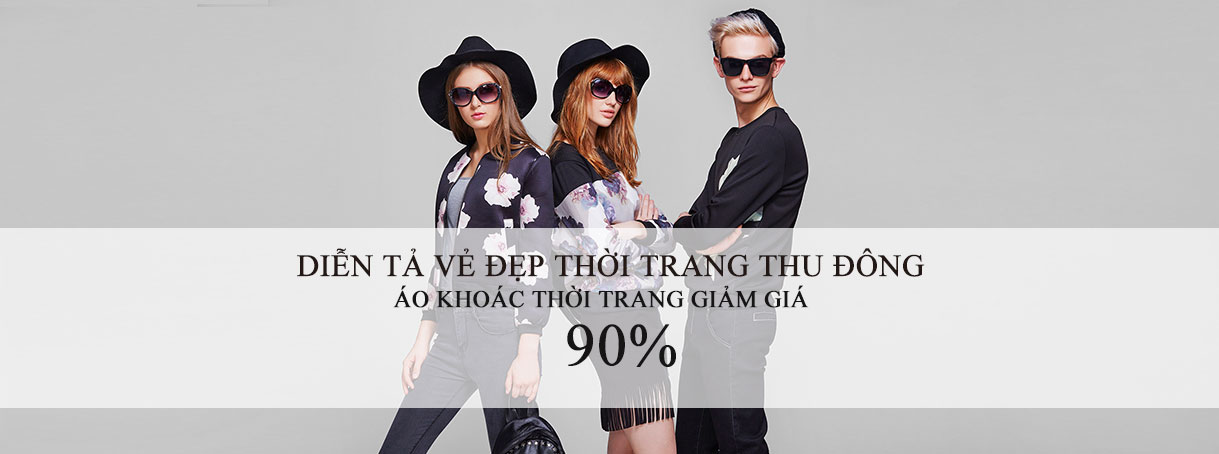 DIỄN TẢ VẺ ĐẸP THỜI TRANG THU ĐÔNG
ÁO KHOÁC THỜI TRANG GIẢM GIÁ
90%